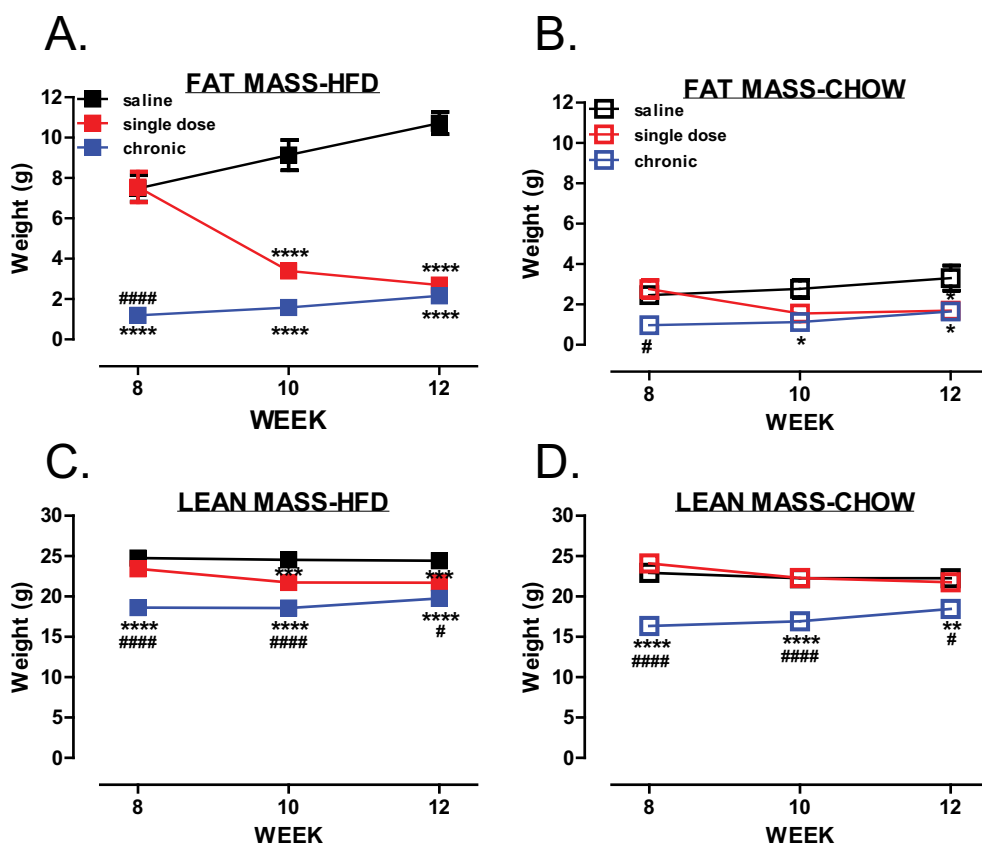 A.
FAT MASS-HFD
saline
single dose
chronic
Weight (g)
12
10
8
6
4
2
0
****
****
####
****
****
****
8
10
12
WEEK
B.
FAT MASS-CHOW
saline
single dose
chronic
Weight (g)
12
10
8
6
4
2
0
*
#
*
*
8
10
12
WEEK
C.
LEAN MASS-HFD
Weight (g)
30
25
20
15
10
5
0
***
***
****
####
****
####
****
#
8
10
12
WEEK
D.
LEAN MASS-CHOW
Weight (g)
30
25
20
15
10
5
0
****
####
****
####
**
#
8
10
12
WEEK